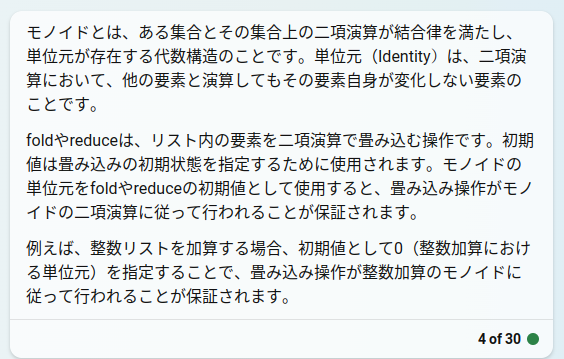 モノイドとは、ある集合とその集合上の二項演算が結合律を満たし、
単位元が存在する代数構造のことです。単位元（Identity）は、二項演
算において、他の要素と演算してもその要素自身が変化しない要素の
ことです。
foldやreduceは、リスト内の要素を二項演算で畳み込む操作です。初期
値は畳み込みの初期状態を指定するために使用されます。モノイドの
単位元をfoldやreduceの初期値として使用すると、畳み込み操作がモノ
イドの二項演算に従って行われることが保証されます。
例えば、整数リストを加算する場合、初期値として0（整数加算におけ
る単位元）を指定することで、畳み込み操作が整数加算のモノイドに
従って行われることが保証されます。
4 of 30